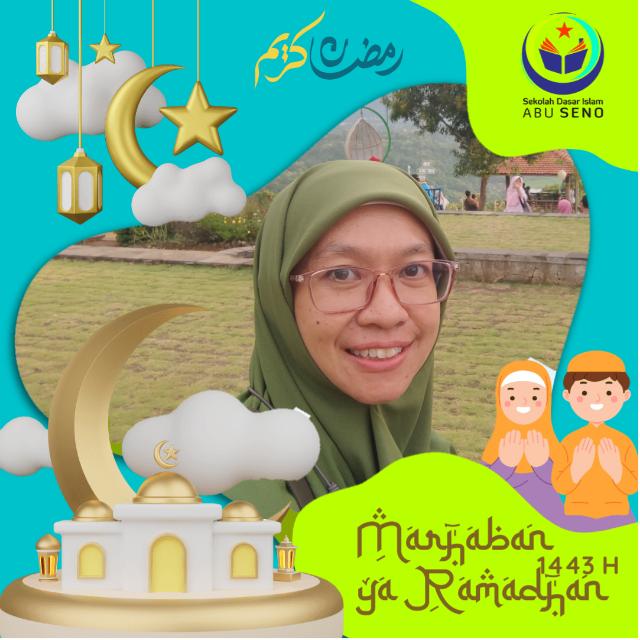 رمضان كريم
Sekolah Dasar Islam
ABU SENO
Marhaban
1443 H
ya Ramadhan